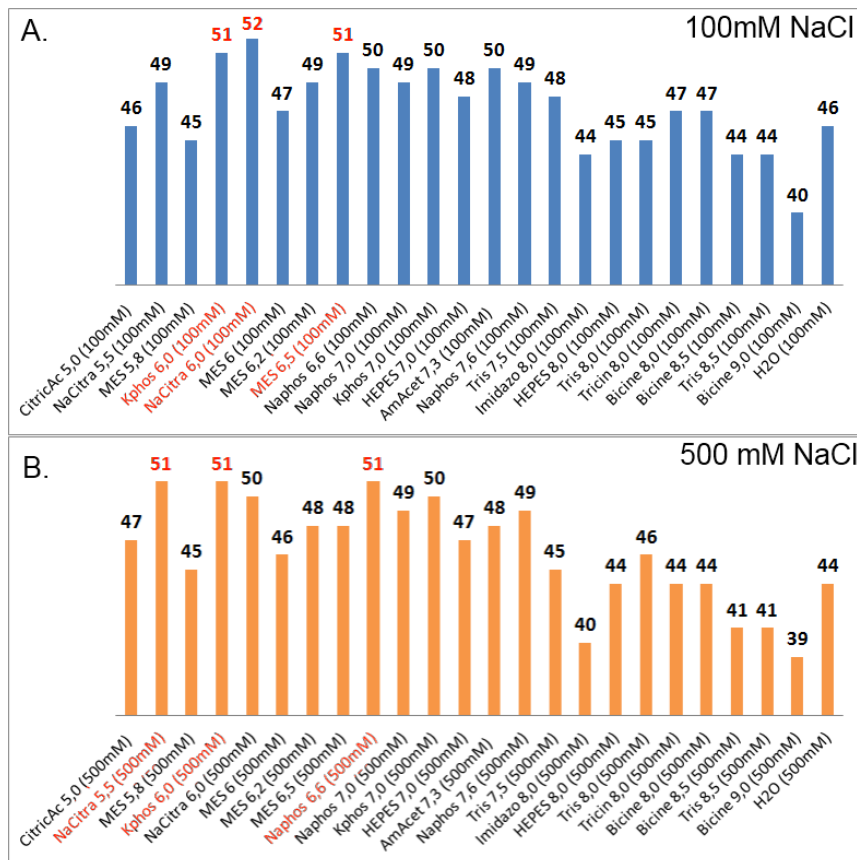 A.
100mM NaCl
46
49
45
51
52
47
49
51
50
49
50
48
50
49
48
44
45
45
47
47
44
44
40
46
CitricAc 5,0 (100mM)
NaCitra 5,5 (100mM)
MES 5,8 (100mM)
Kphos 6,0 (100mM)
NaCitra 6,0 (100mM)
MES 6 (100mM)
MES 6,2 (100mM)
MES 6,5 (100mM)
Naphos 6,6 (100mM)
Naphos 7,0 (100mM)
Kphos 7,0 (100mM)
HEPES 7,0 (100mM)
AmAcet 7,3 (100mM)
Naphos 7,6 (100mM)
Tris 7,5 (100mM)
Imidazo 8,0 (100mM)
HEPES 8,0 (100mM)
Tris 8,0 (100mM)
Tricin 8,0 (100mM)
Bicine 8,0 (100mM)
Bicine 8,5 (100mM)
Tris 8,5 (100mM)
Bicine 9,0 (100mM)
H2O (100mM)
B.
500 mM NaCl
47
51
45
51
50
46
48
48
51
49
50
47
48
49
45
40
44
46
44
44
41
41
39
44
CitricAc 5,0 (500mM)
NaCitra 5,5 (500mM)
MES 5,8 (500mM)
Kphos 6,0 (500mM)
NaCitra 6,0 (500mM)
MES 6 (500mM)
MES 6,2 (500mM)
MES 6,5 (500mM)
Naphos 6,6 (500mM)
Naphos 7,0 (500mM)
Kphos 7,0 (500mM)
HEPES 7,0 (500mM)
AmAcet 7,3 (500mM)
Naphos 7,6 (500mM)
Tris 7,5 (500mM)
Imidazo 8,0 (500mM)
HEPES 8,0 (500mM)
Tris 8,0 (500mM)
Tricin 8,0 (500mM)
Bicine 8,0 (500mM)
Bicine 8,5 (500mM)
Tris 8,5 (500mM)
Bicine 9,0 (500mM)
H2O (500mM)